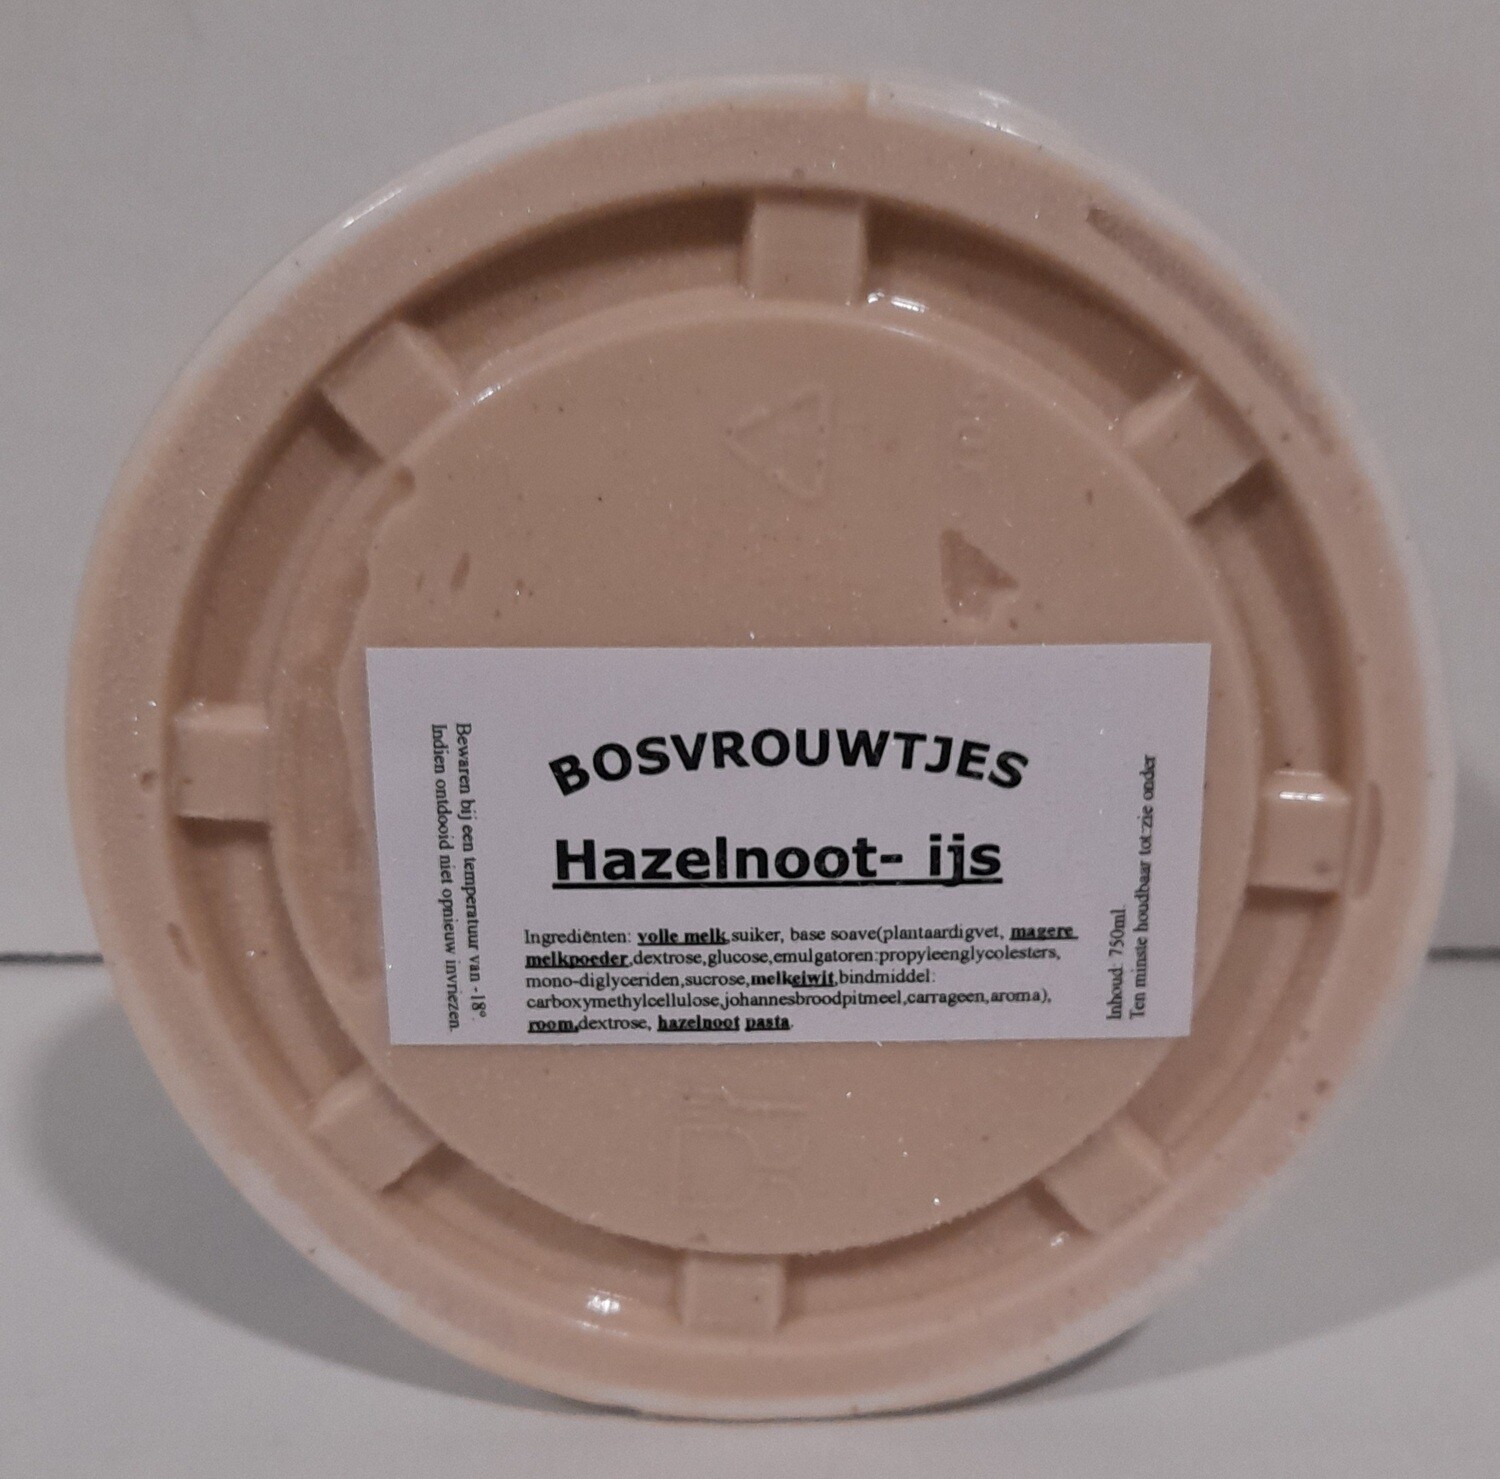 BOSVROUWTJES
Hazelnoot- ijs
Ingrediënten: volle melk,suiker, base soave(plantaardigvet, magere
melkpoeder,dextrose,glucose,emulgatoren:propyleenglycolesters,
mono-diglyceriden,sucrose,melkeiwit,bindmiddel:
carboxymethylcellulose,johannesbroodpitmeel,carrageen,aroma),
room,dextrose, hazelnoot pasta.
Bewaren bij een temperatuur van -18°.
Indien ontdooid niet opnieuw invriezen.
Inhoud: 750ml.
Ten minste houdbaar tot:zie onder